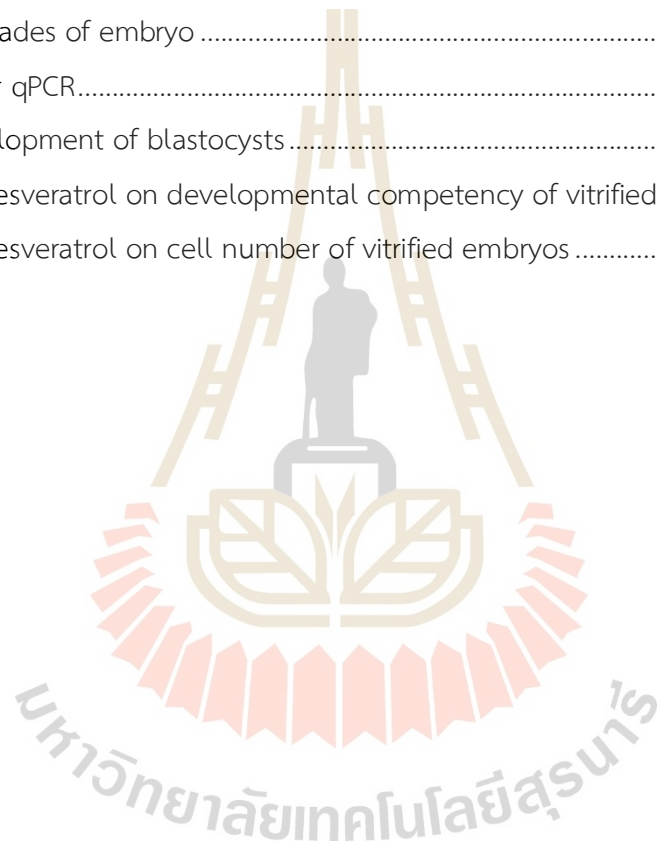 ades of embryo ..................................................................
qPCR....................................................................................
lopment of blastocysts .....................................................
esveratrol on developmental competency of vitrified
esveratrol on cell number of vitrified embryos ............
มหาวิทยาลัยเทคโนโลยีสุรนารี